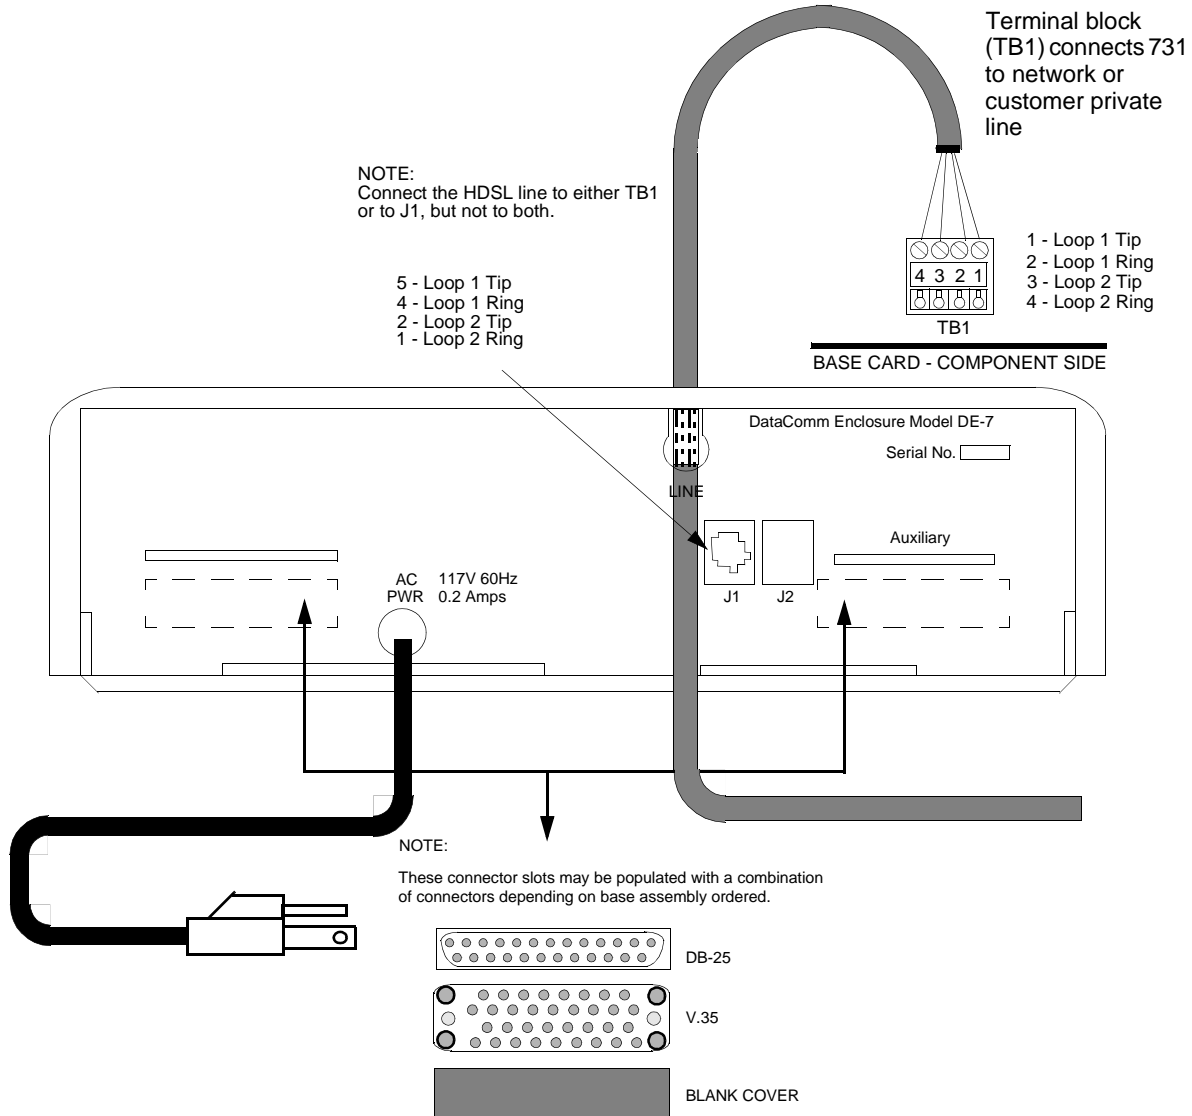 Terminal block
(TB1) connects 731
to network or
customer private
line
NOTE:
Connect the HDSL line to either TB1
or to J1, but not to both.
5 - Loop 1 Tip
4 - Loop 1 Ring
2 - Loop 2 Tip
1 - Loop 2 Ring
4 3 2 1
TB1
1 - Loop 1 Tip
2 - Loop 1 Ring
3 - Loop 2 Tip
4 - Loop 2 Ring
BASE CARD - COMPONENT SIDE
DataComm Enclosure Model DE-7
Serial No.
LINE
Auxiliary
J1 J2
AC PWR
117V 60Hz
0.2 Amps
NOTE:
These connector slots may be populated with a combination
of connectors depending on base assembly ordered.
DB-25
V.35
BLANK COVER